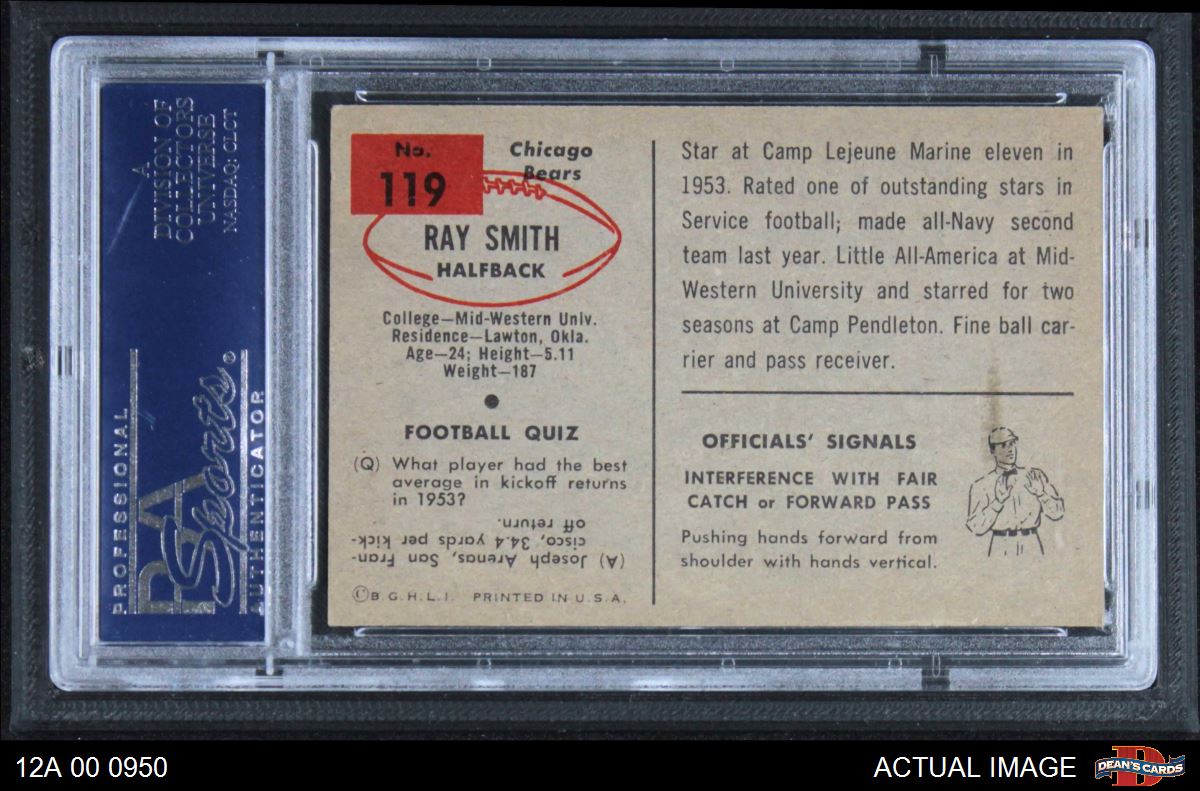 A
DIVISION OF
COLLECTORS
UNIVERSE
NASDAQ: CLCT
PROFESSIONAL
PSA
Sports®
AUTHENTICATOR
No.
119
Chicago
Bears
RAY SMITH
HALFBACK
College—Mid-Western Univ.
Residence—Lawton, Okla.
Age—24; Height—5.11
Weight—187
FOOTBALL QUIZ
(Q) What player had the best
average in kickoff returns
in 1953?
(A) Joseph Arenas, San Fran-
cisco, 34.4 yards per kick-
off return.
©B.G.H.L.I. PRINTED IN U.S.A.
Star at Camp Lejeune Marine eleven in
1953. Rated one of outstanding stars in
Service football; made all-Navy second
team last year. Little All-America at Mid-
Western University and starred for two
seasons at Camp Pendleton. Fine ball car-
rier and pass receiver.
OFFICIALS' SIGNALS
INTERFERENCE WITH FAIR
CATCH or FORWARD PASS
Pushing hands forward from
shoulder with hands vertical.
12A 00 0950
ACTUAL IMAGE
D
DEAN'S CARDS